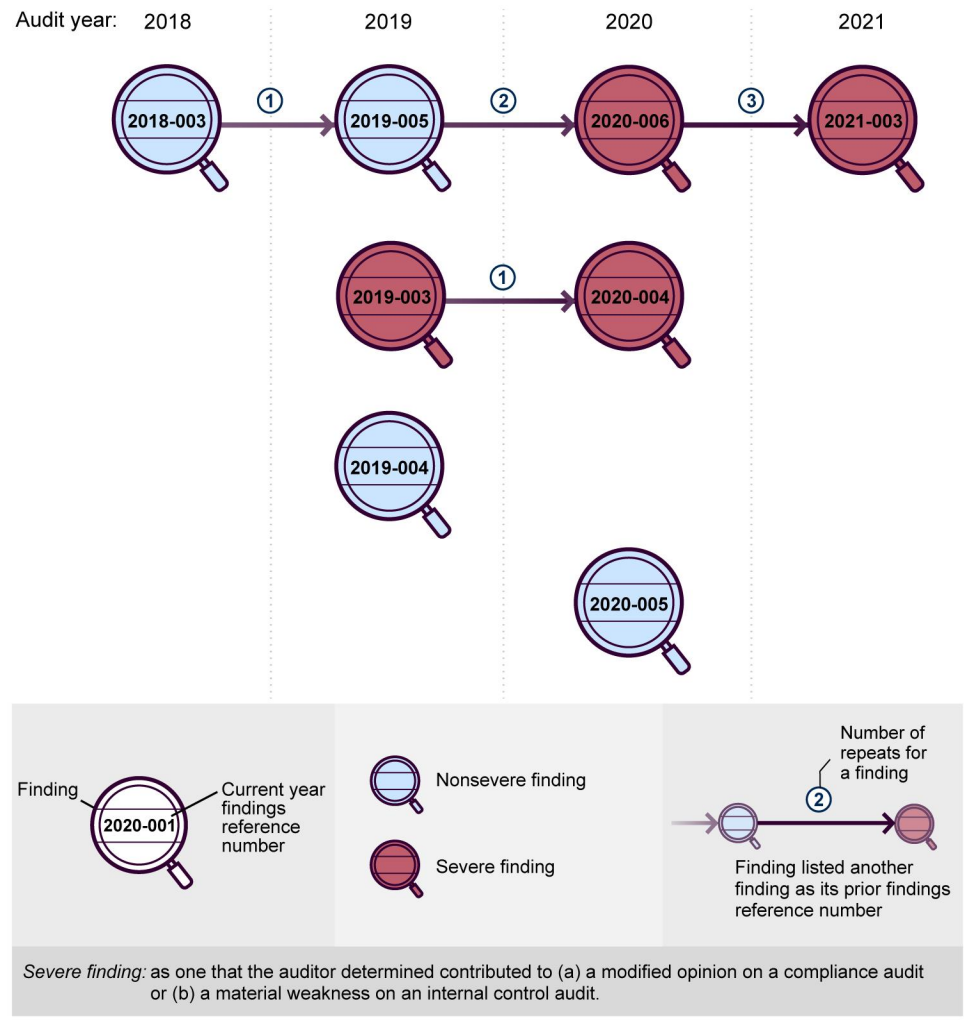 Audit year: 2018 2019 2020 2021
1 2 3
2018-003 2019-005 2020-006 2021-003
1
2019-003 2020-004
2019-004
2020-005
Finding
2020-001
Current year
findings
reference
number
Nonsevere finding
Severe finding
Number of
repeats for
a finding
2
Finding listed another
finding as its prior findings
reference number
Severe finding: as one that the auditor determined contributed to (a) a modified opinion on a compliance audit
or (b) a material weakness on an internal control audit.